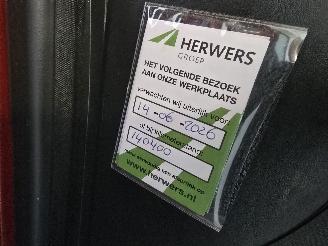 HERWERS
GROEP
HET VOLGENDE BEZOEK
AAN ONZE WERKPLAATS
verwachten wij uiterlijk voor
14-06-2026
of bij kilometerstand
140400
www.herwers.nl